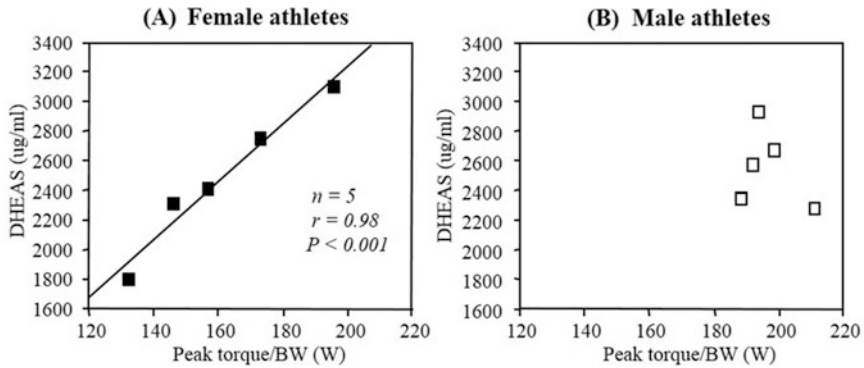 (A) Female athletes
3400
3200
3000
2800
2600
2400
2200
2000
1800
1600
DHEAS (ug/ml)
n = 5
r = 0.98
P < 0.001
120 140 160 180 200 220
Peak torque/BW (W)
(B) Male athletes
3400
3200
3000
2800
2600
2400
2200
2000
1800
1600
DHEAS (ug/ml)
120 140 160 180 200 220
Peak torque/BW (W)